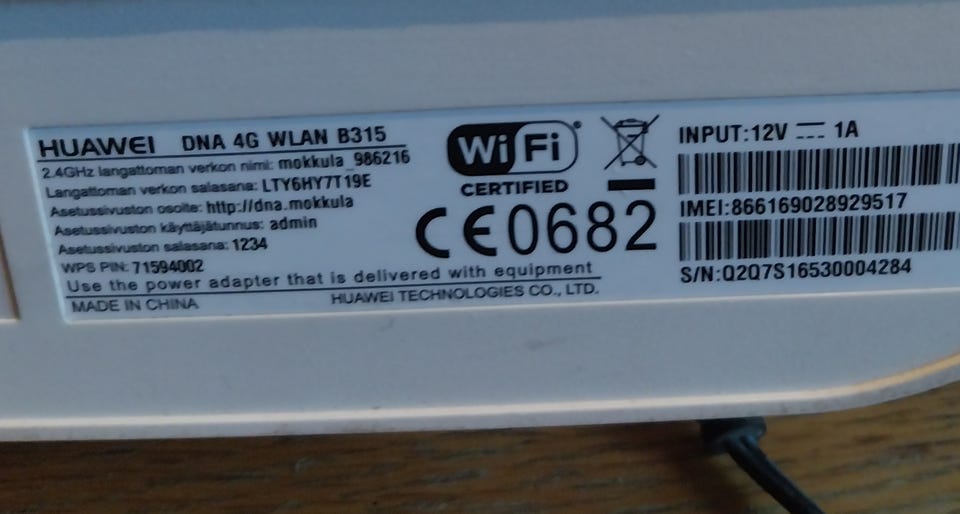 HUAWEI DNA 4G WLAN B315
2.4GHz langattoman verkon nimi: mokkula_986216
Langattoman verkon salasana: LTY6HY7T19E
Asetussivuston osoite: http://dna.mokkula
Asetussivuston käyttäjätunnus: admin
Asetussivuston salasana: 1234
WPS PIN: 71594002
Use the power adapter that is delivered with equipment
MADE IN CHINA HUAWEI TECHNOLOGIES CO., LTD.
Wi Fi®
CERTIFIED
CE0682
INPUT:12V ⎓ 1A
IMEI:866169028929517
S/N:Q2Q7S16530004284